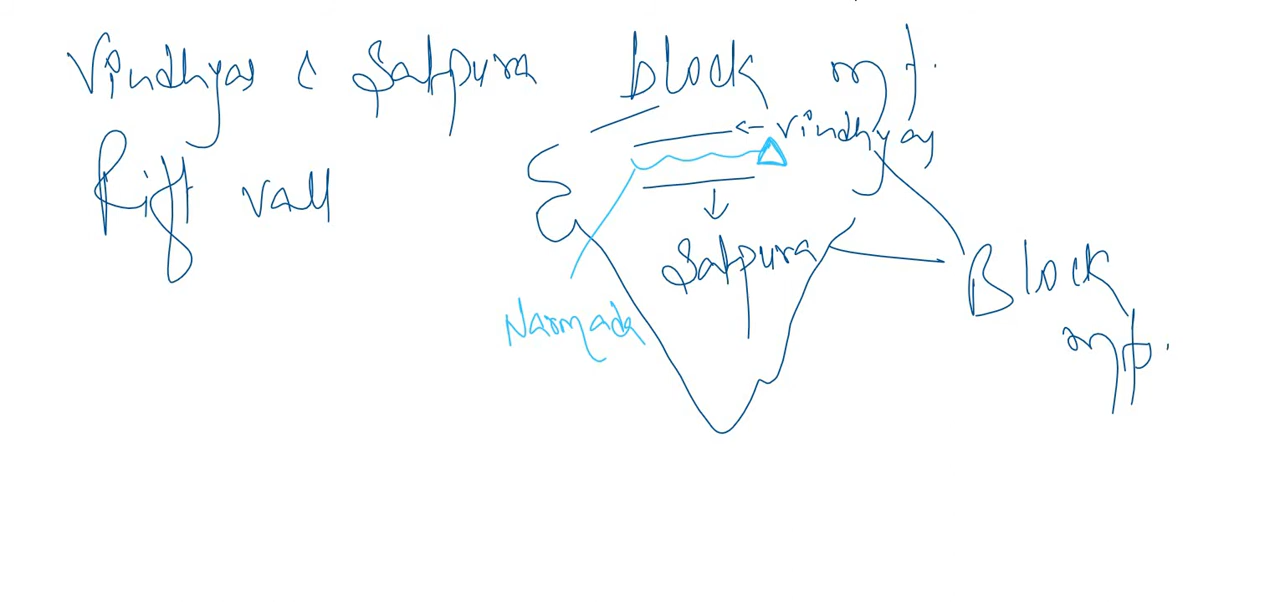 Vindhyas & Satpura Block mt.
Rift vall
← Vindhyas
Satpura
Narmada
Block
mt.